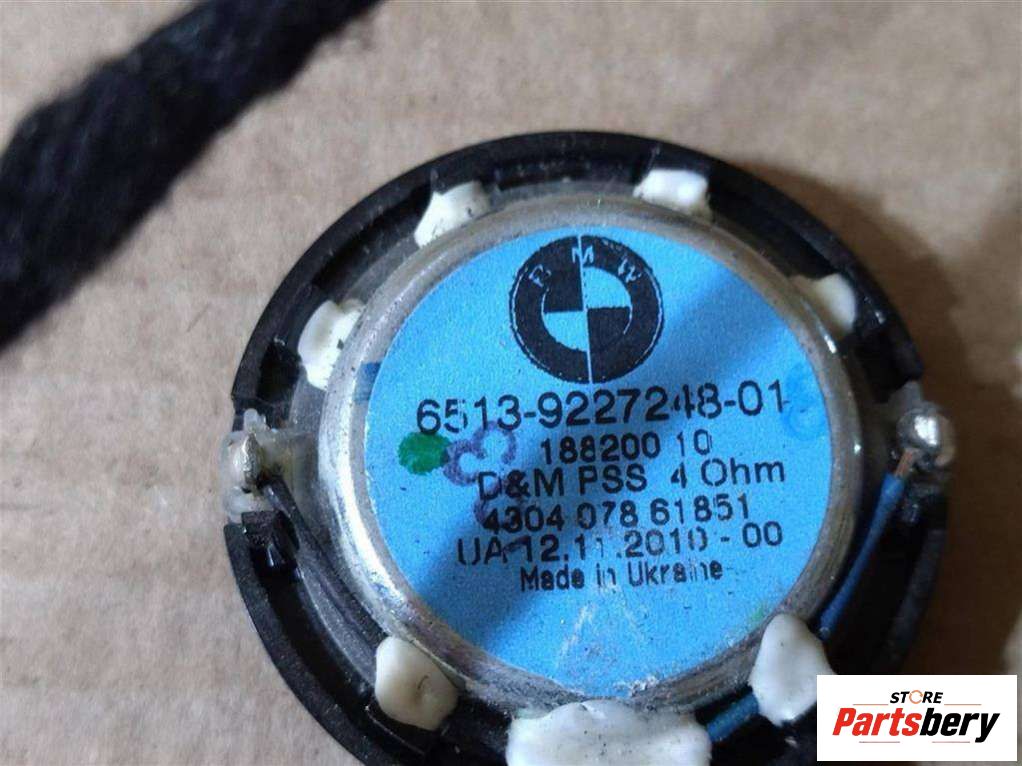 BMW
6513-9227248-01
188200 10
D&M PSS 4 Ohm
4304 078 61851
UA-12.11.2010 - 00
Made in Ukraine
STORE
Partsbery